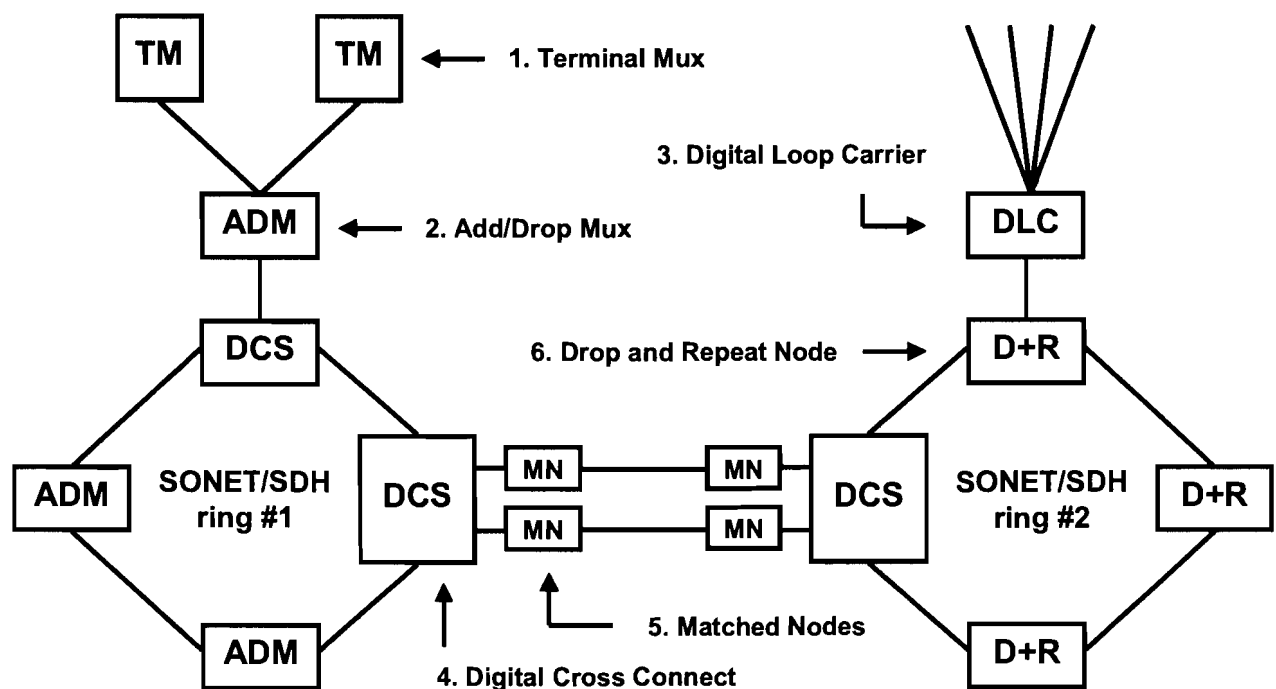 TM
TM
1. Terminal Mux
3. Digital Loop Carrier
ADM
2. Add/Drop Mux
DLC
DCS
6. Drop and Repeat Node
D+R
ADM
SONET/SDH
ring #1
DCS
MN
MN
MN
MN
DCS
SONET/SDH
ring #2
D+R
ADM
4. Digital Cross Connect
5. Matched Nodes
D+R